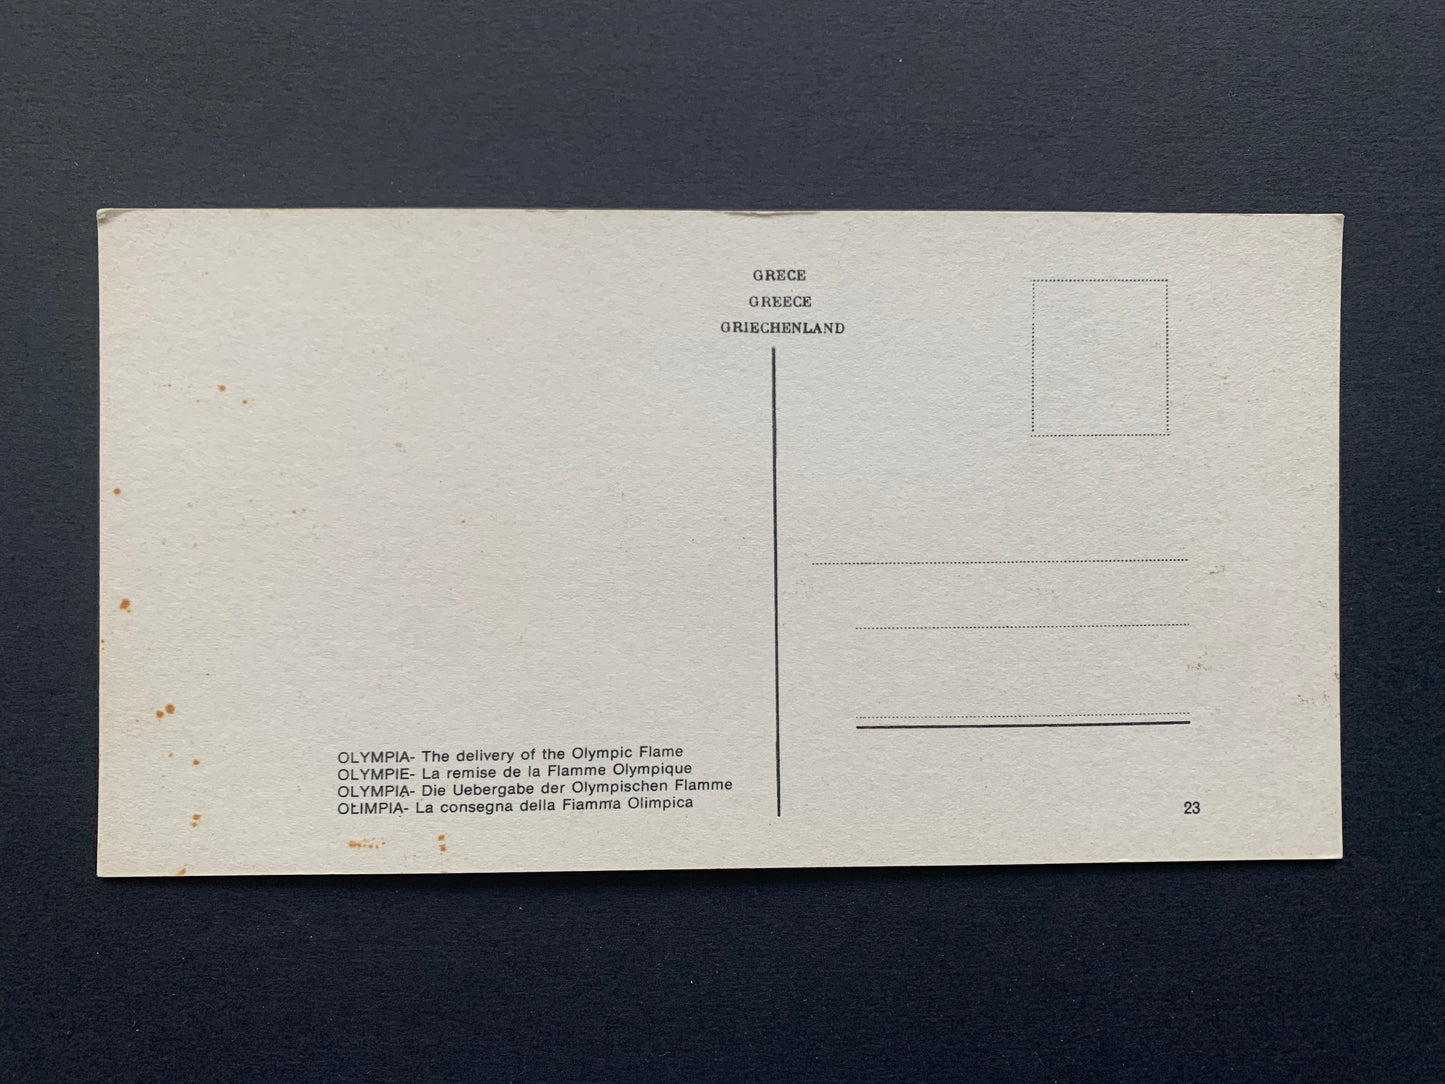 GRECE
GREECE
GRIECHENLAND
OLYMPIA- The delivery of the Olympic Flame
OLYMPIE- La remise de la Flamme Olympique
OLYMPIA- Die Uebergabe der Olympischen Flamme
OLIMPIA- La consegna della Fiamma Olimpica
23